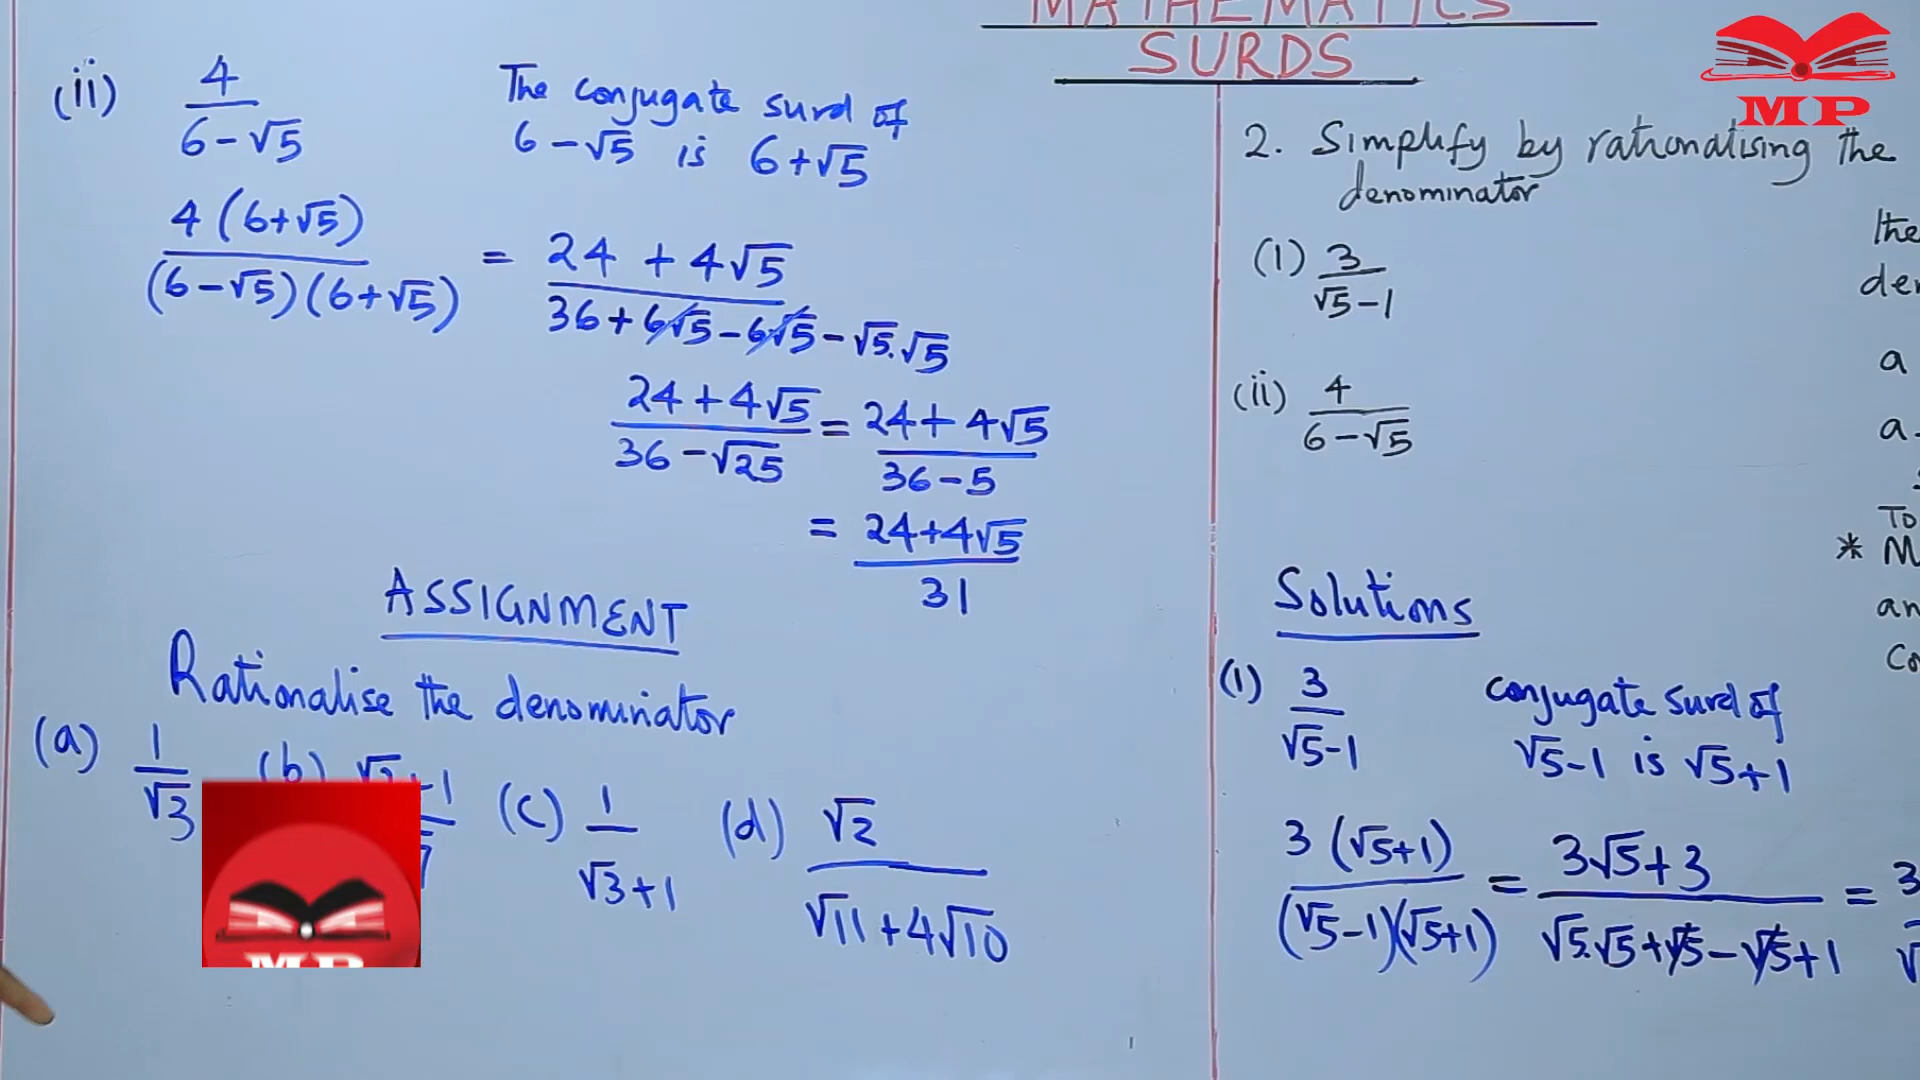 MATHEMATICS
SURDS
(ii) 4/(6-√5)
The conjugate surd of
6-√5 is 6+√5
4(6+√5)/((6-√5)(6+√5)) = (24+4√5)/(36+6√5-6√5-√5.√5)
(24+4√5)/(36-√25) = (24+4√5)/(36-5)
= (24+4√5)/31
ASSIGNMENT
Rationalise the denominator
(a) 1/√3 (b) (c) 1/(√3+1) (d) √2/(√11+4√10)
MP
MP
2. Simplify by rationalising the
denominator
(1) 3/(√5-1)
(ii) 4/(6-√5)
Solutions
(1) 3/(√5-1)
conjugate surd of
√5-1 is √5+1
3(√5+1)/((√5-1)(√5+1)) = (3√5+3)/(√5.√5+√5-√5+1) =
the
a
a
To
* M